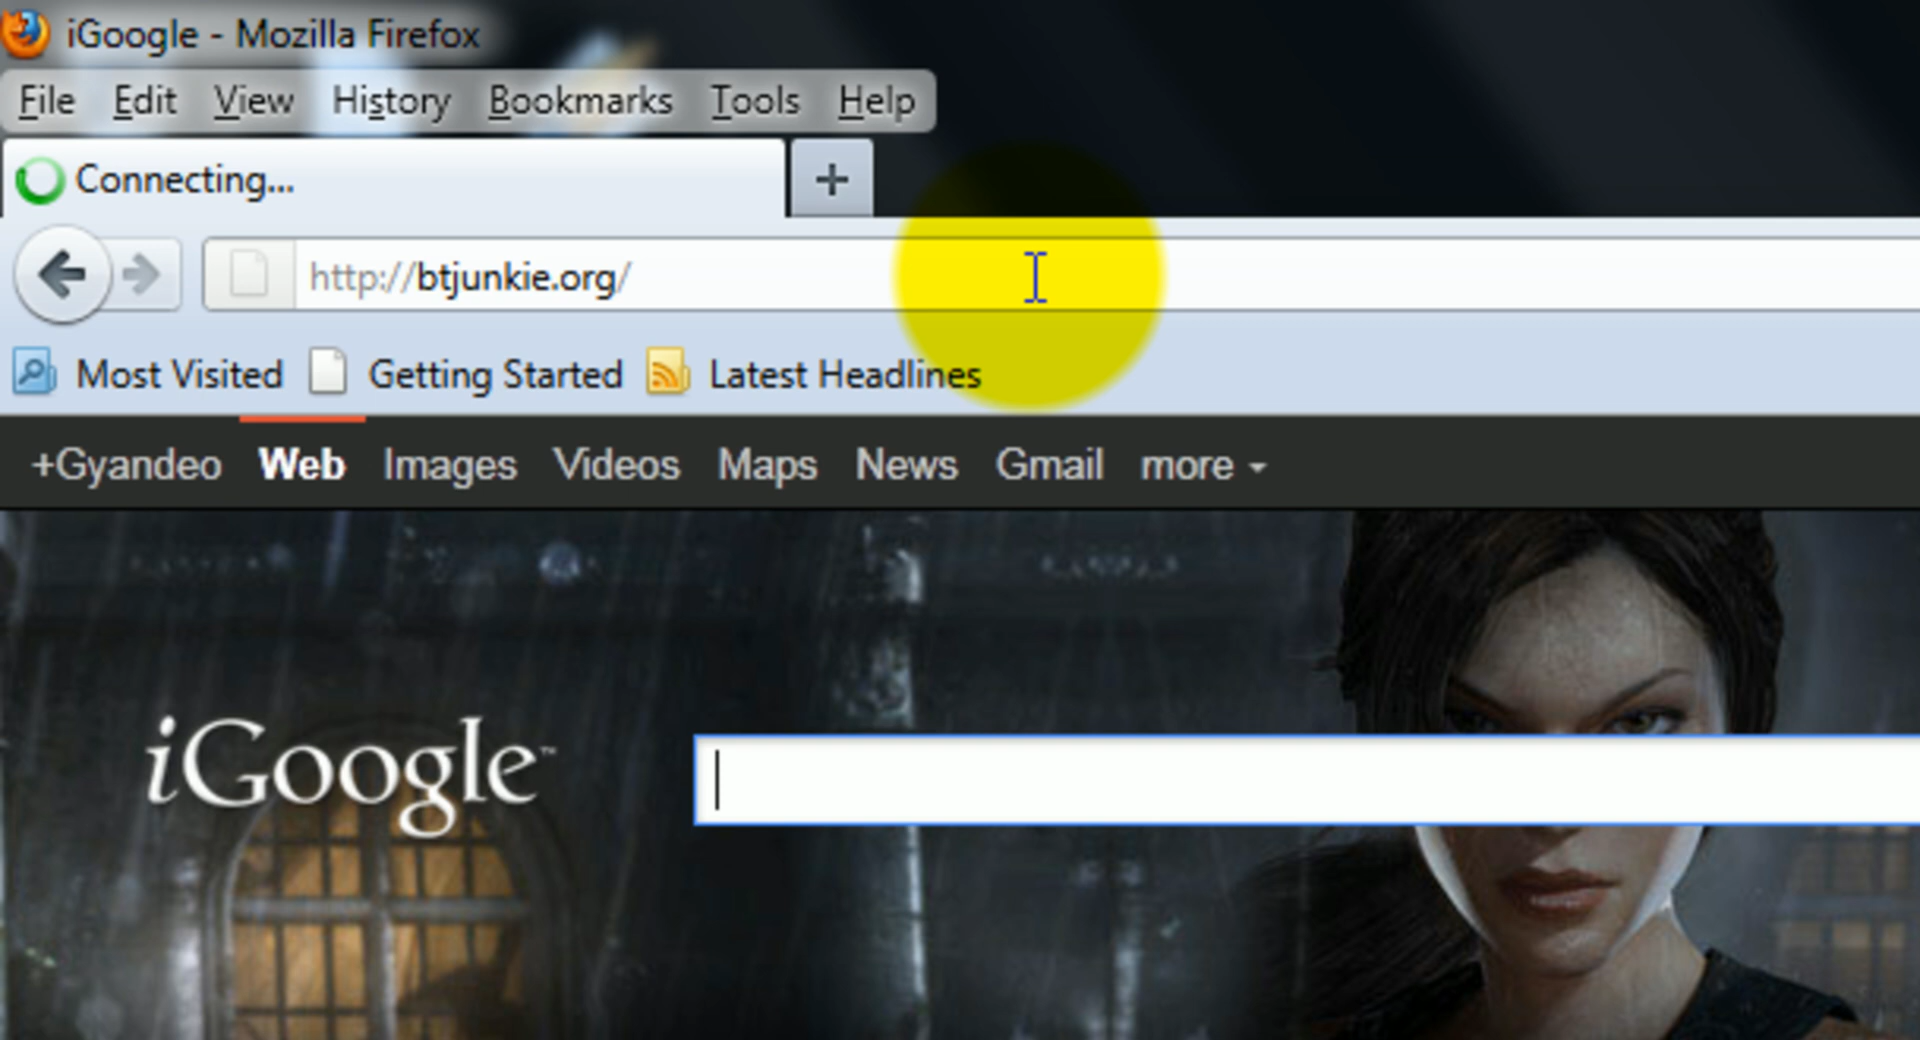 iGoogle - Mozilla Firefox
File Edit View History Bookmarks Tools Help
Connecting... +
http://btjunkie.org/
Most Visited Getting Started Latest Headlines
+Gyandeo Web Images Videos Maps News Gmail more
iGoogle™